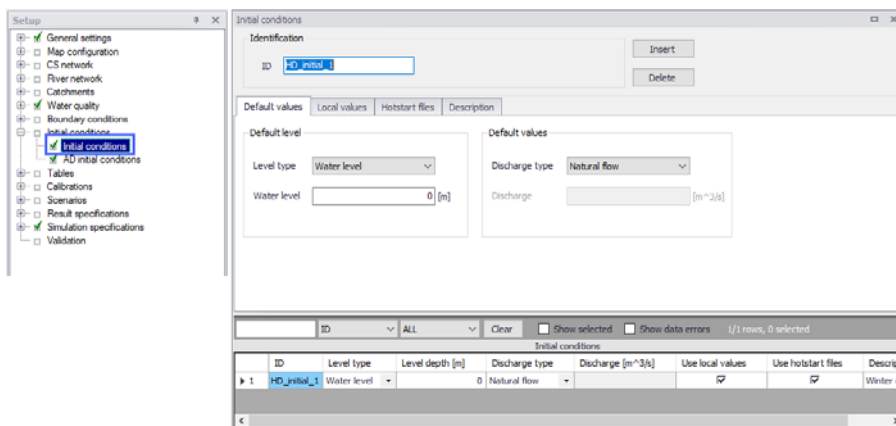 Setup
General settings
Map configuration
CS network
River network
Catchments
Water quality
Boundary conditions
Initial conditions
Initial conditions
AD initial conditions
Tables
Calibrations
Scenarios
Result specifications
Simulation specifications
Validation
Initial conditions
Identification
ID HD_initial_1
Insert
Delete
Default values Local values Hotstart files Description
Default level
Level type Water level
Water level 0 [m]
Default values
Discharge type Natural flow
Discharge [m^3/s]
ID ALL Clear Show selected Show data errors 1/1 rows, 0 selected
Initial conditions
ID Level type Level depth [m] Discharge type Discharge [m^3/s] Use local values Use hotstart files Descrip
1 HD_initial_1 Water level 0 Natural flow Winter